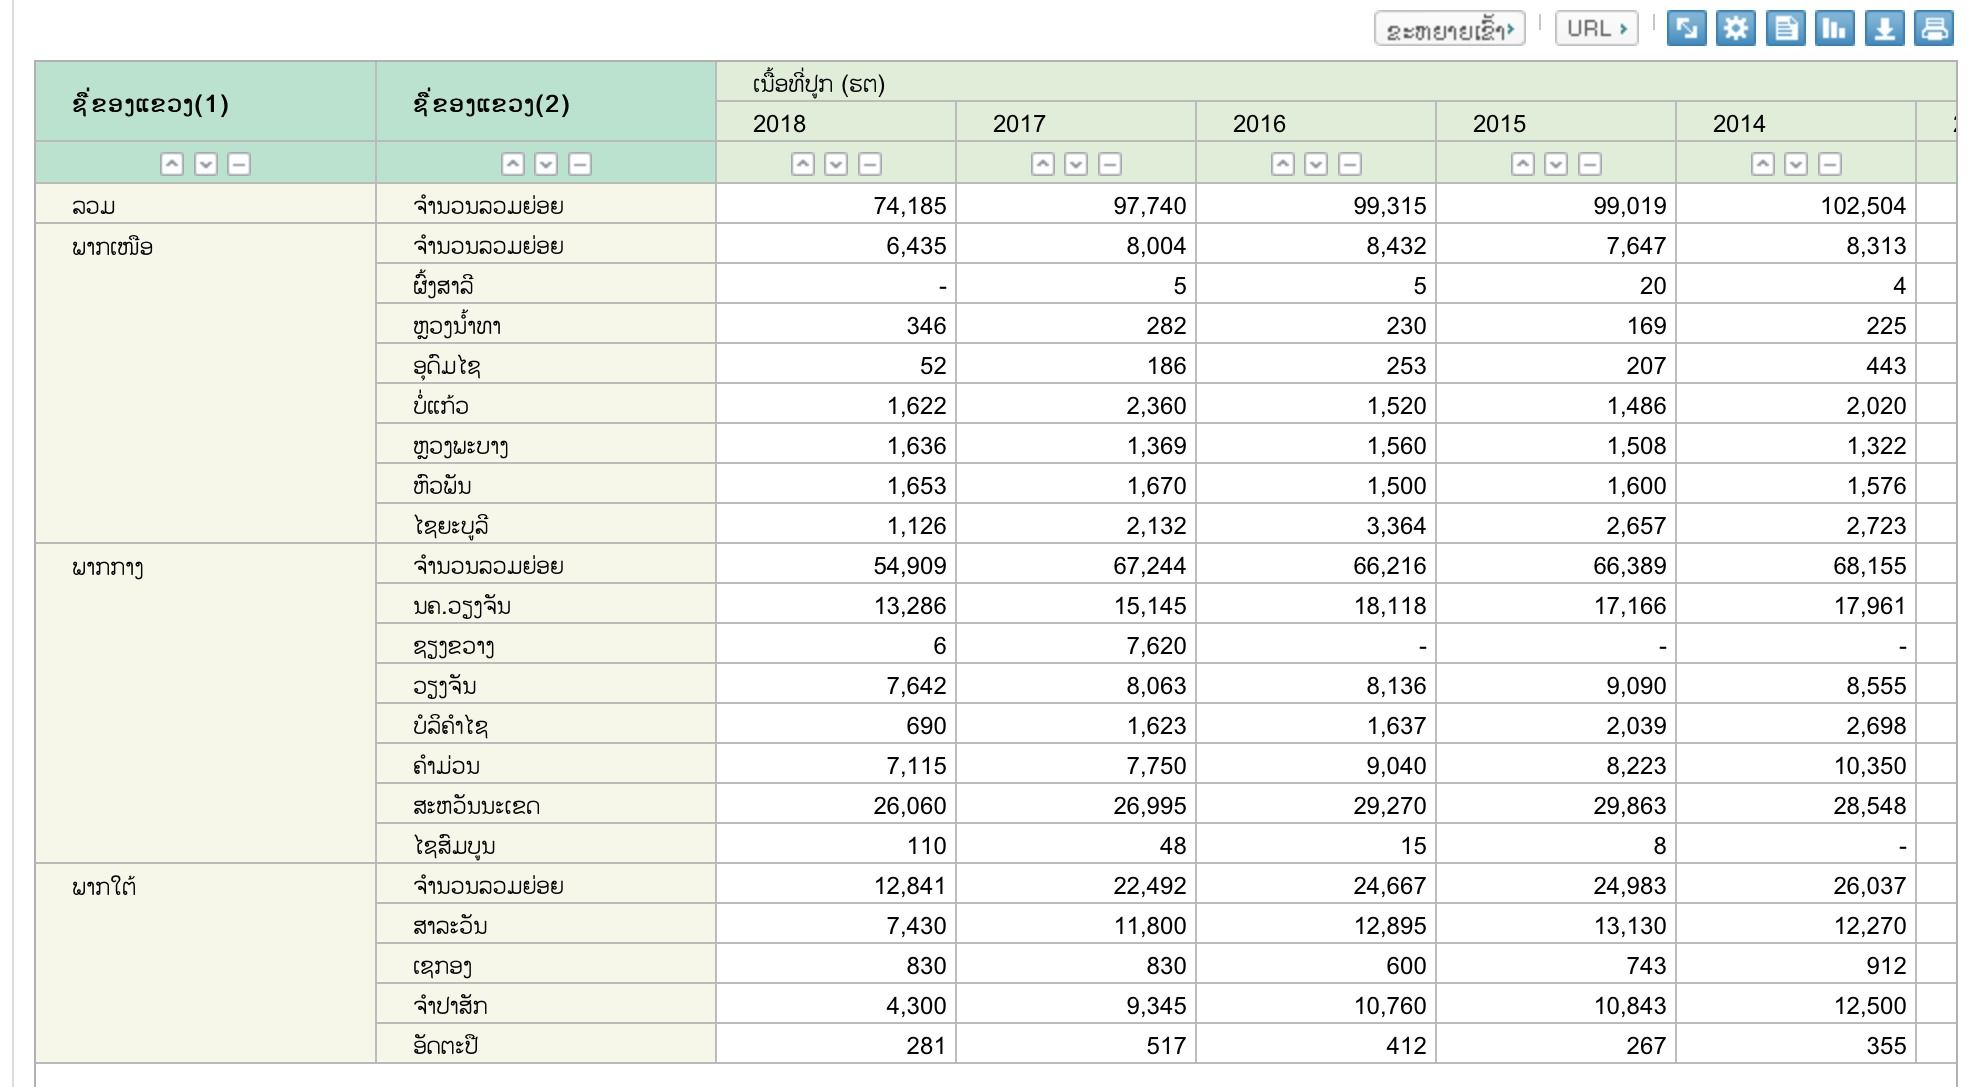 ຂະຫຍາຍເຂົ້າ URL
ຊື່ຂອງແຂວງ(1) ຊື່ຂອງແຂວງ(2) ເນື້ອທີ່ປູກ (ຮຕ)
2018 2017 2016 2015 2014
ລວມ ຈຳນວນລວມຍ່ອຍ 74,185 97,740 99,315 99,019 102,504
ພາກເໜືອ ຈຳນວນລວມຍ່ອຍ 6,435 8,004 8,432 7,647 8,313
ຜົ້ງສາລີ - 5 5 20 4
ຫຼວງນ້ຳທາ 346 282 230 169 225
ອຸດົມໄຊ 52 186 253 207 443
ບໍ່ແກ້ວ 1,622 2,360 1,520 1,486 2,020
ຫຼວງພະບາງ 1,636 1,369 1,560 1,508 1,322
ຫົວພັນ 1,653 1,670 1,500 1,600 1,576
ໄຊຍະບູລີ 1,126 2,132 3,364 2,657 2,723
ພາກກາງ ຈຳນວນລວມຍ່ອຍ 54,909 67,244 66,216 66,389 68,155
ນຄ.ວຽງຈັນ 13,286 15,145 18,118 17,166 17,961
ຊຽງຂວາງ 6 7,620 - - -
ວຽງຈັນ 7,642 8,063 8,136 9,090 8,555
ບໍລິຄຳໄຊ 690 1,623 1,637 2,039 2,698
ຄຳມ່ວນ 7,115 7,750 9,040 8,223 10,350
ສະຫວັນນະເຂດ 26,060 26,995 29,270 29,863 28,548
ໄຊສົມບູນ 110 48 15 8 -
ພາກໃຕ້ ຈຳນວນລວມຍ່ອຍ 12,841 22,492 24,667 24,983 26,037
ສາລະວັນ 7,430 11,800 12,895 13,130 12,270
ເຊກອງ 830 830 600 743 912
ຈຳປາສັກ 4,300 9,345 10,760 10,843 12,500
ອັດຕະປື 281 517 412 267 355